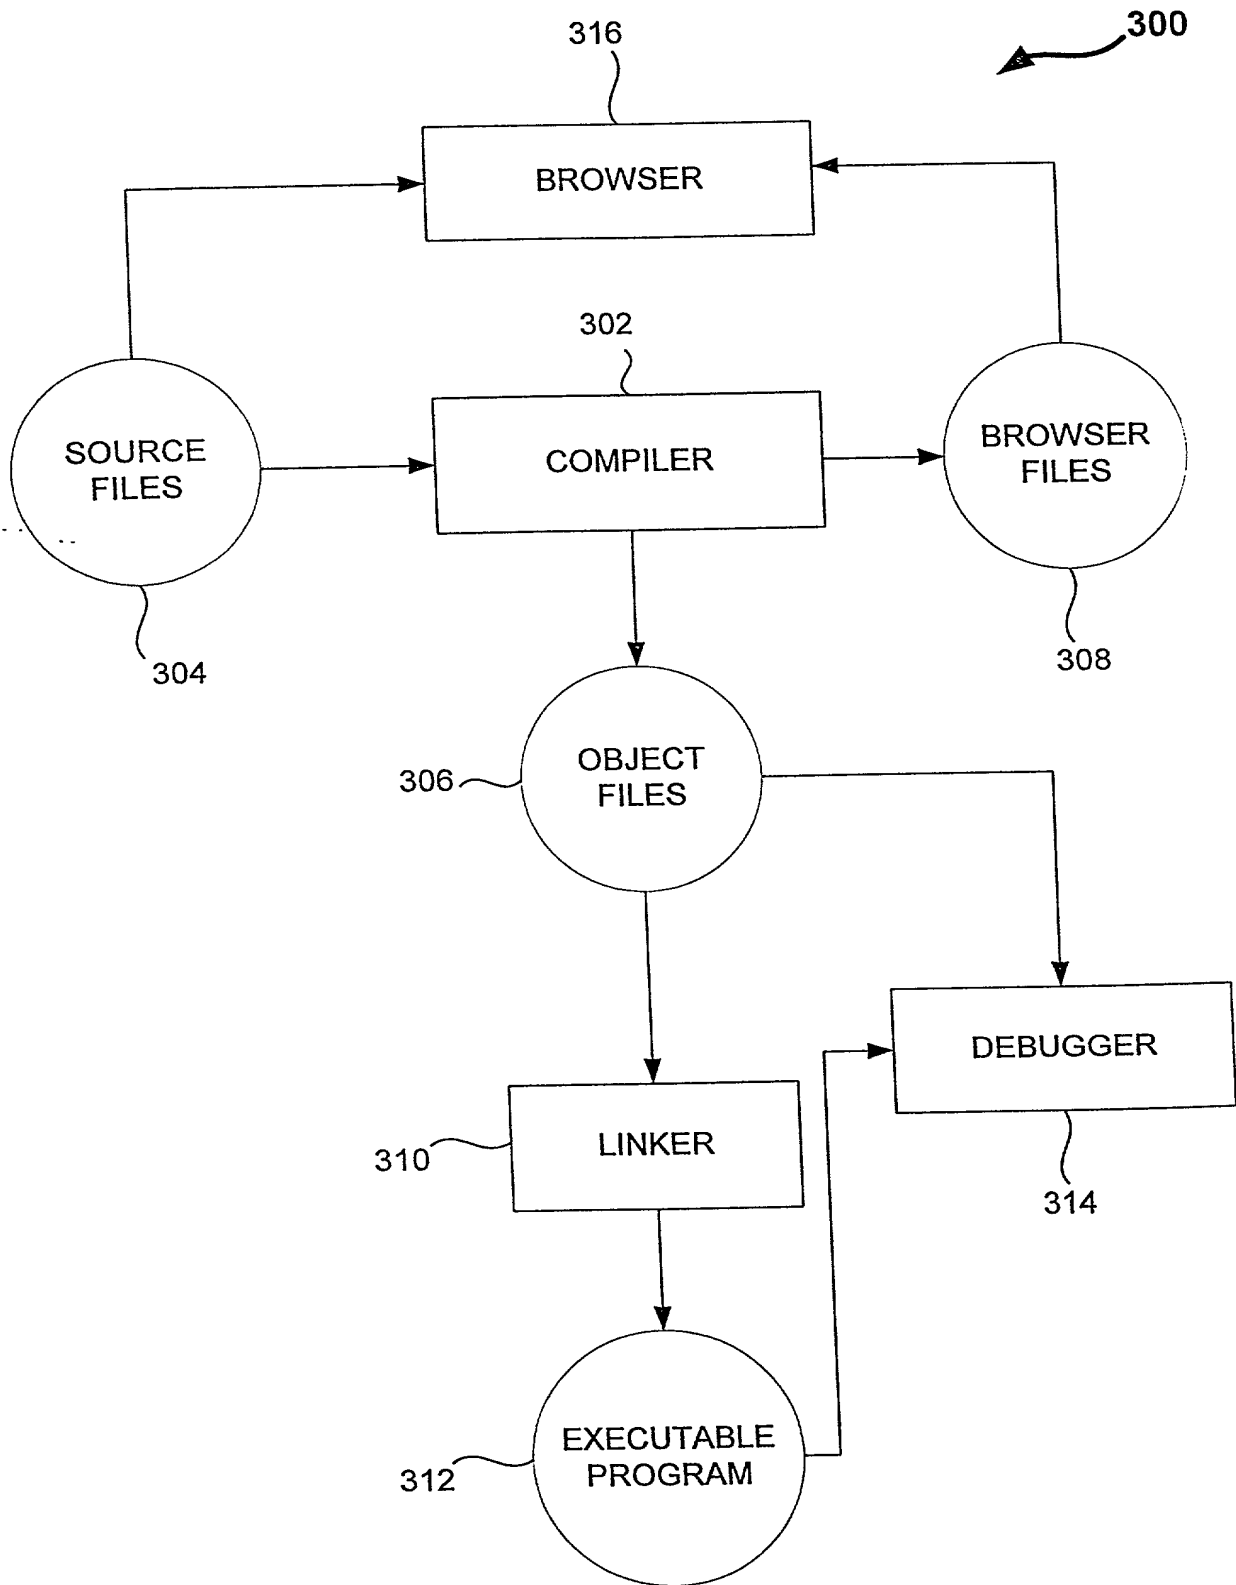 300
316
BROWSER
302
SOURCE
FILES
COMPILER
BROWSER
FILES
304
308
306
OBJECT
FILES
DEBUGGER
310
LINKER
314
EXECUTABLE
PROGRAM
312